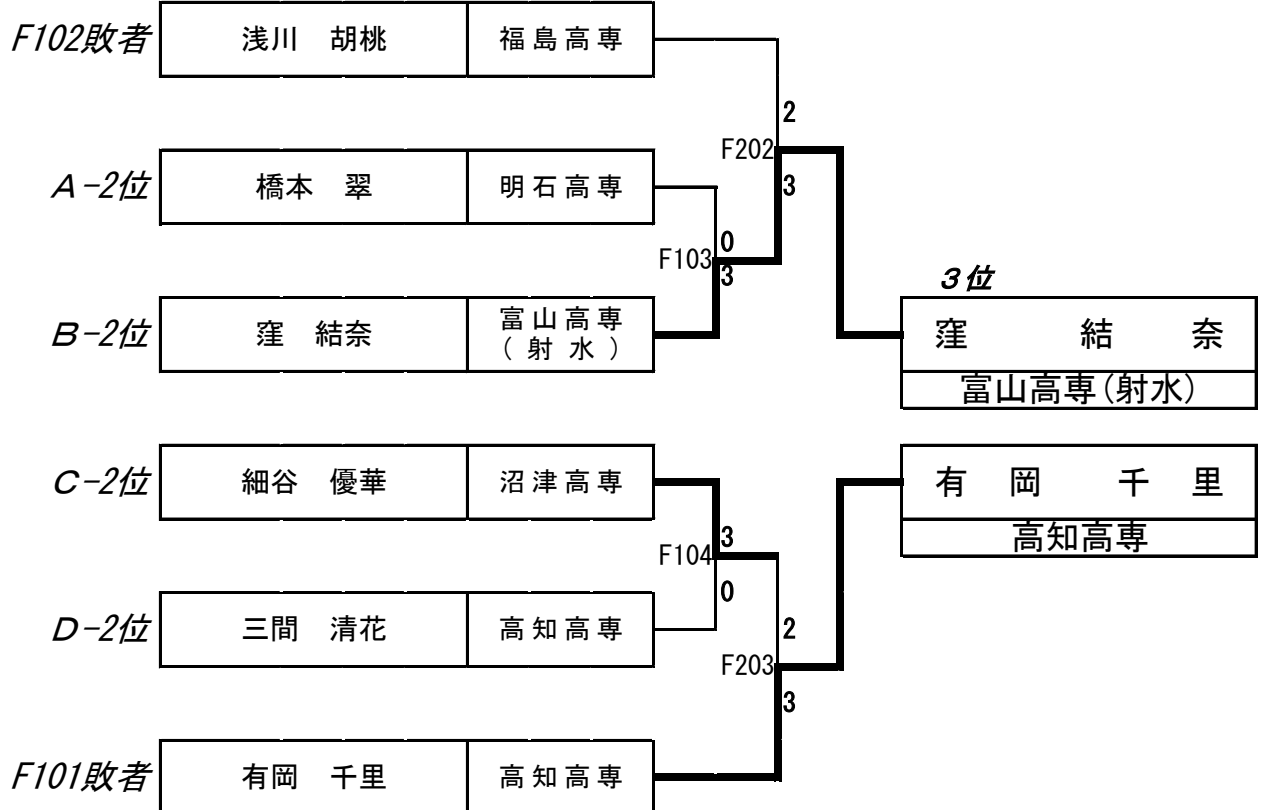 F102敗者 浅川 胡桃 福島高専
2
F202
A-2位 橋本 翠 明石高専
3
0
F103
3
3位
B-2位 窪 結奈 富山高専
(射水)
窪 結 奈
富山高専(射水)
C-2位 細谷 優華 沼津高専
有 岡 千 里
高知高専
3
F104
0
D-2位 三間 清花 高知高専
2
F203
3
F101敗者 有岡 千里 高知高専